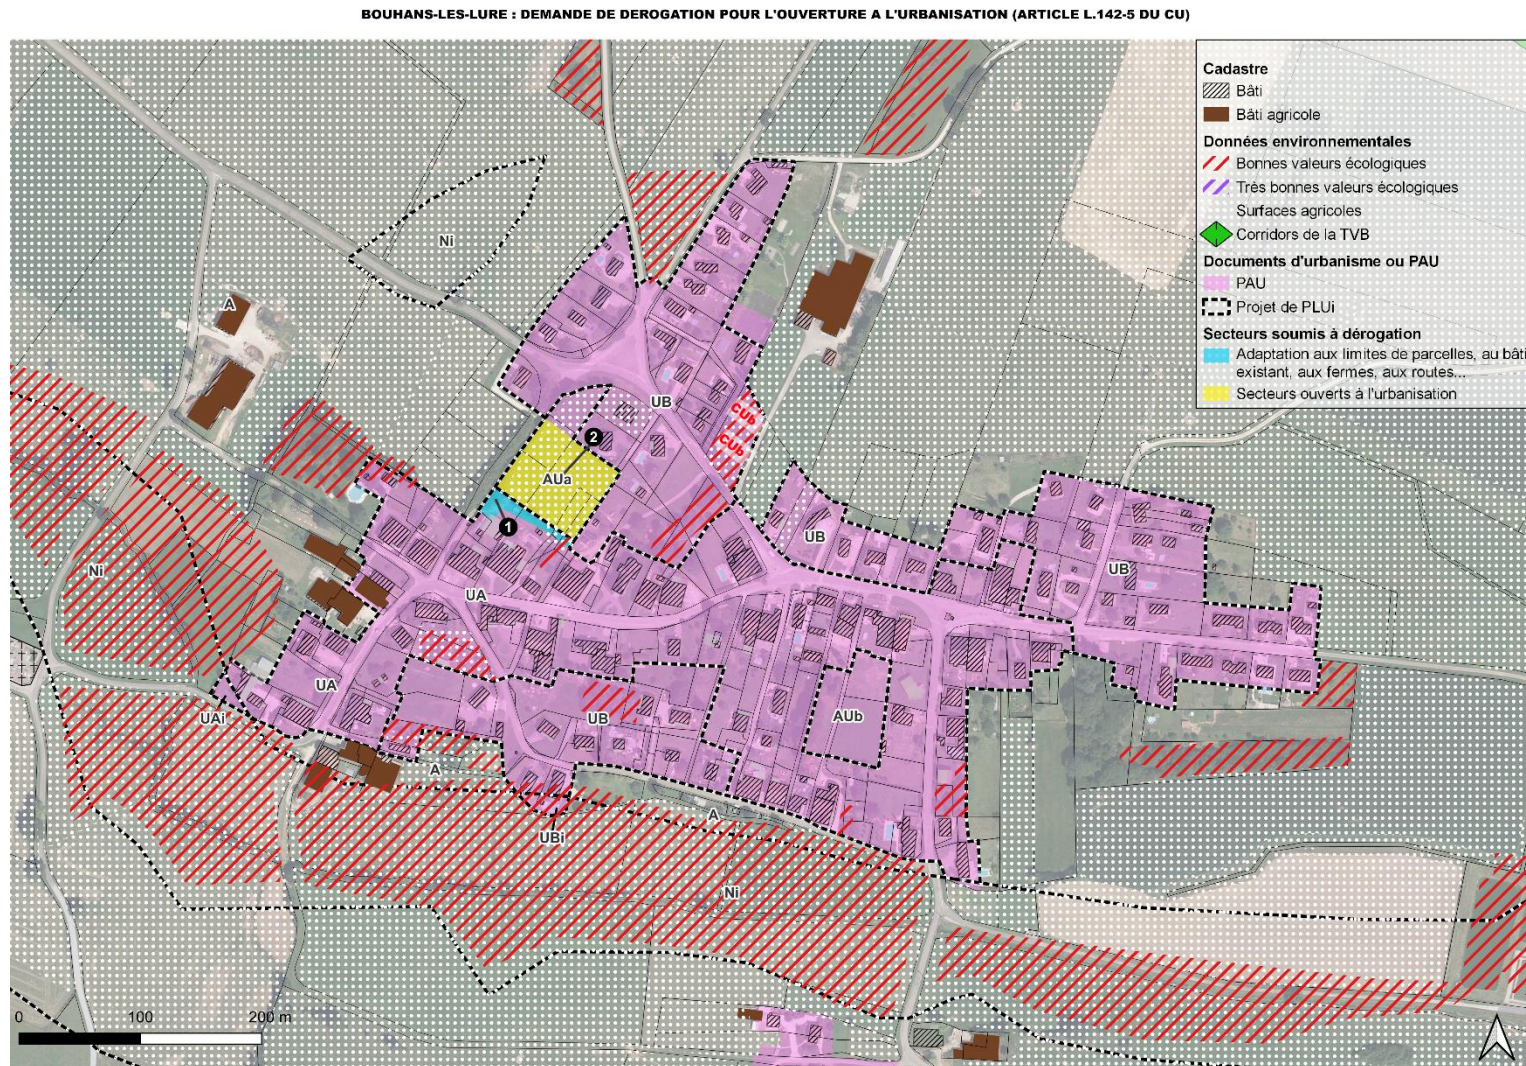 BOUHANS-LES-LURE : DEMANDE DE DEROGATION POUR L'OUVERTURE A L'URBANISATION (ARTICLE L.142-5 DU CU)
Cadastre
Bâti
Bâti agricole
Données environnementales
Bonnes valeurs écologiques
Très bonnes valeurs écologiques
Surfaces agricoles
Corridors de la TVB
Documents d'urbanisme ou PAU
PAU
Projet de PLUi
Secteurs soumis à dérogation
Adaptation aux limites de parcelles, au bâti
existant, aux fermes, aux routes...
Secteurs ouverts à l'urbanisation
Ni
A
UB
CUb
CUb
2
AUa
1
UB
UB
Ni
UA
UA
UAi
UB
AUb
A
A
UBi
Ni
0 100 200 m